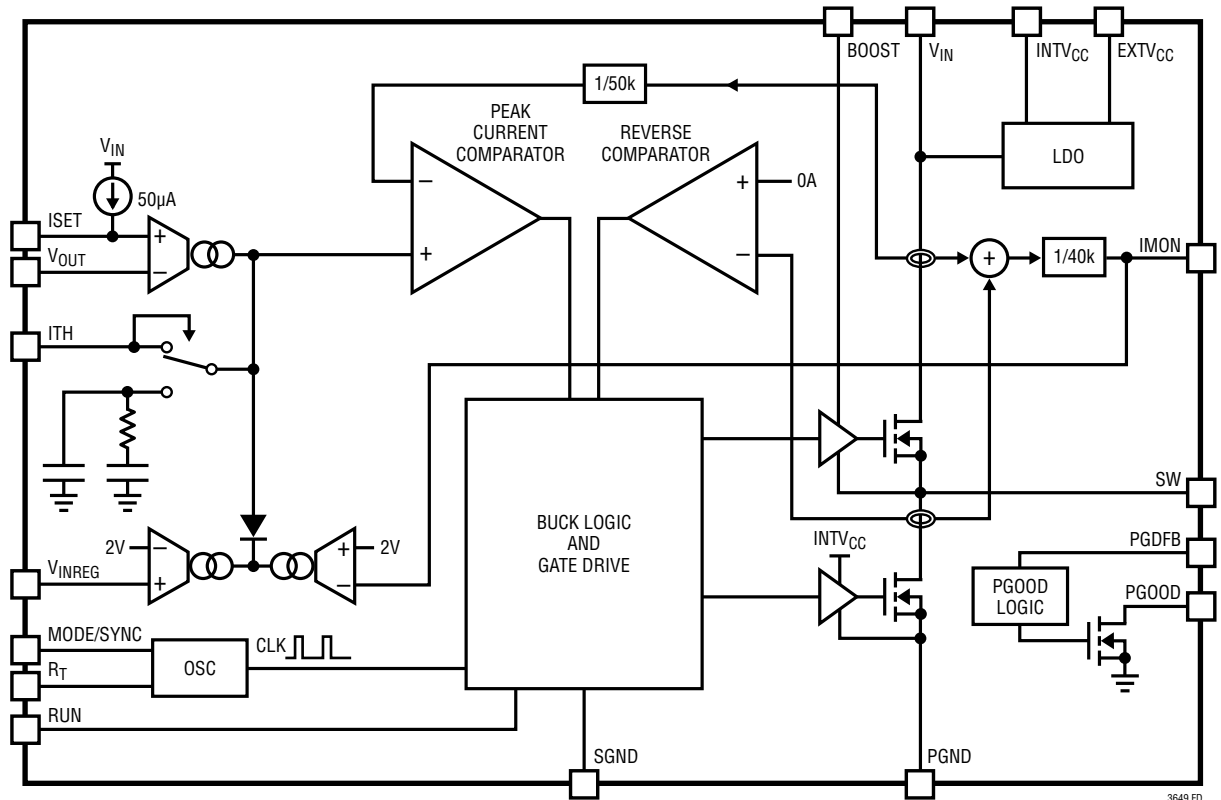 BOOST
VIN
INTVCC
EXTVCC
1/50k
PEAK
CURRENT
COMPARATOR
REVERSE
COMPARATOR
LDO
VIN
50µA
ISET
VOUT
+
−
−
+
+
−
0A
+
1/40k
IMON
ITH
BUCK LOGIC
AND
GATE DRIVE
SW
2V
−
+
+
−
2V
VINREG
INTVCC
PGDFB
PGOOD
LOGIC
PGOOD
MODE/SYNC
RT
OSC
CLK
RUN
SGND
PGND
3649 FD